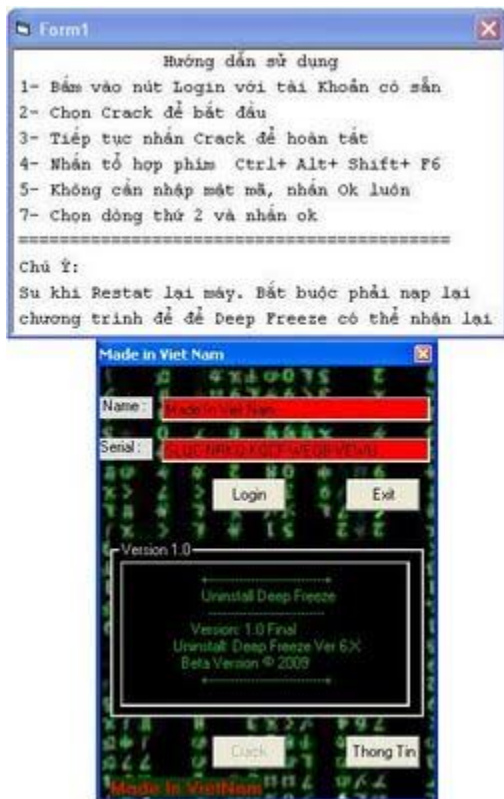 Form1
Hướng dẫn sử dụng
1- Bấm vào nút Login với tài Khoản có sẵn
2- Chọn Crack để bắt đầu
3- Tiếp tục nhấn Crack để hoàn tất
4- Nhấn tổ hợp phím Ctrl+ Alt+ Shift+ F6
5- Không cần nhập mật mã, nhấn Ok luôn
7- Chọn dòng thứ 2 và nhấn ok
Chú Ý:
Su khi Restat lại máy. Bắt buộc phải nạp lại
chương trình để để Deep Freeze có thể nhận lại
Made in Viet Nam
Name :
Made In Viet Nam
Serial :
Login
Exit
Version 1.0
Uninstall Deep Freeze
Version: 1.0 Final
Uninstall: Deep Freeze Ver 6.X
Beta Version © 2009
Crack
Thong Tin
Made In VietNam